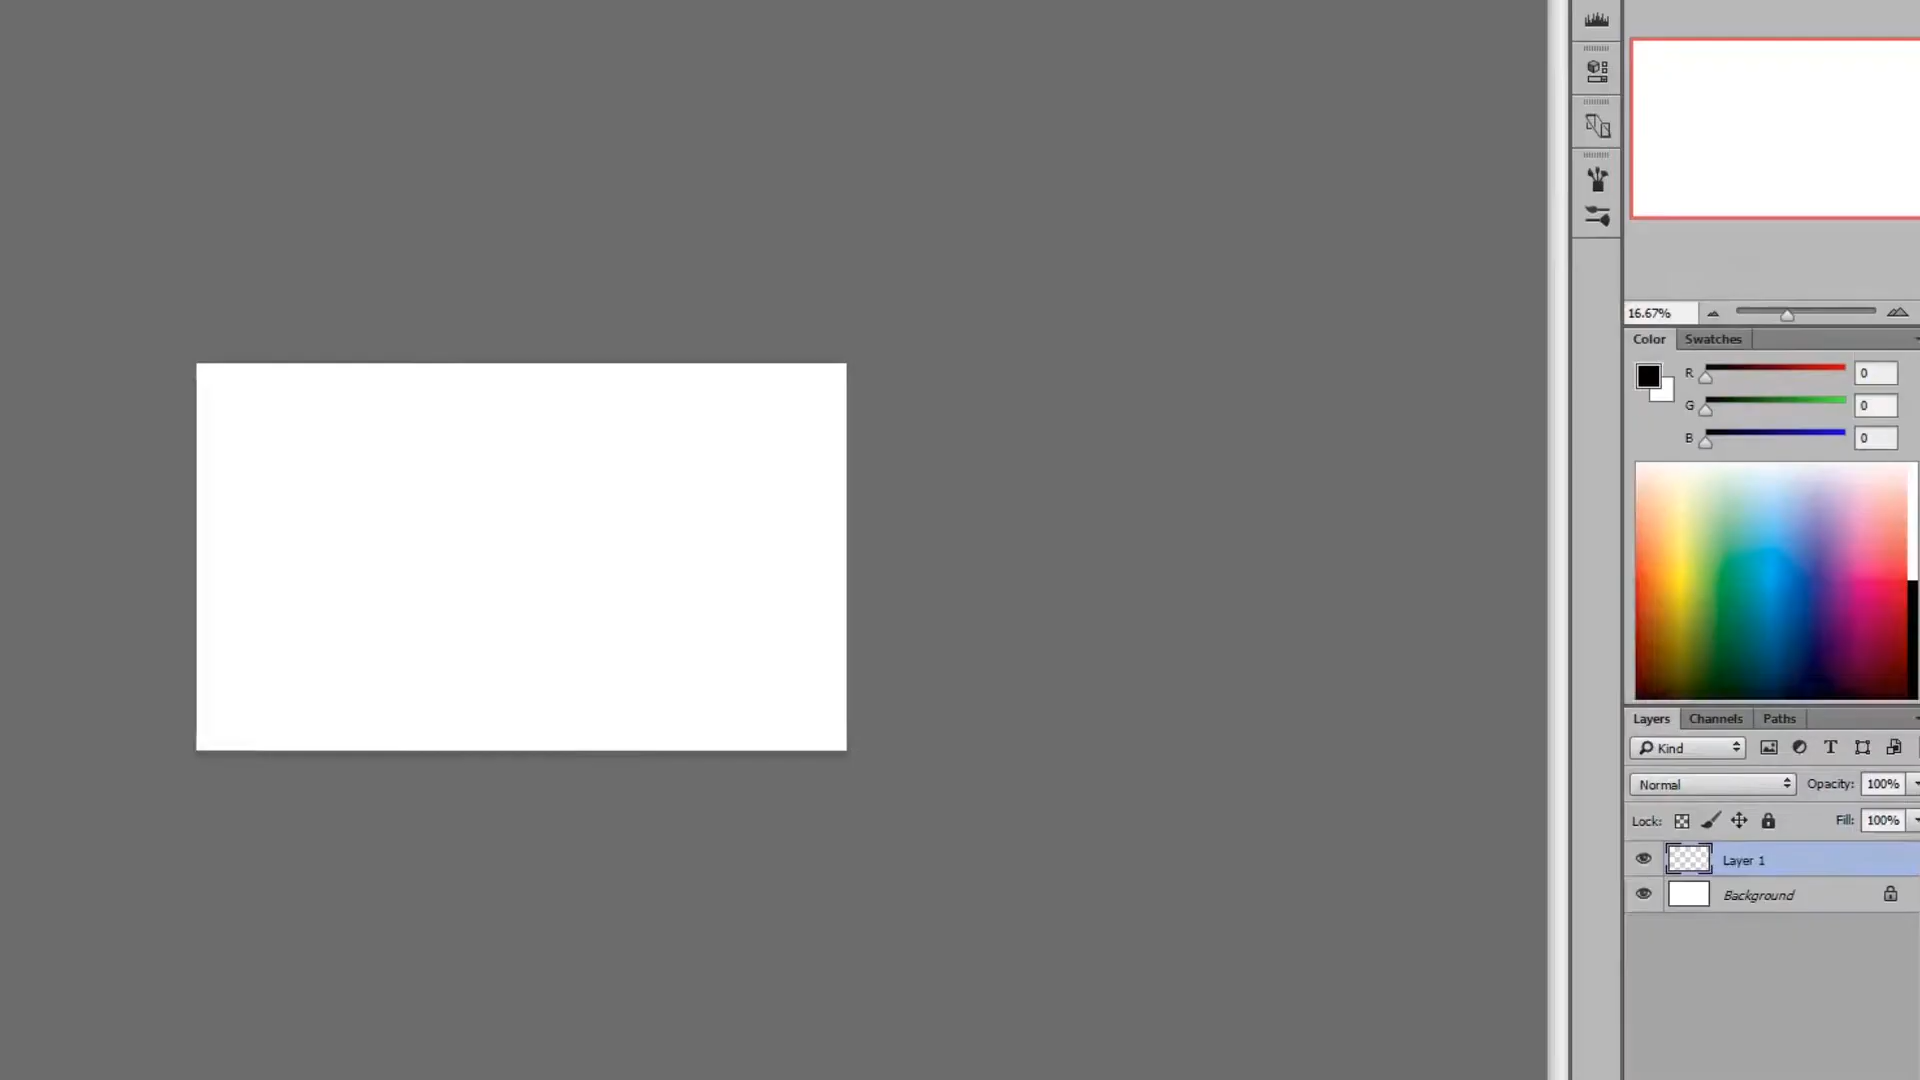 16.67%
Color Swatches
R 0
G 0
B 0
Layers Channels Paths
Kind T
Normal Opacity: 100%
Lock: Fill: 100%
Layer 1
Background